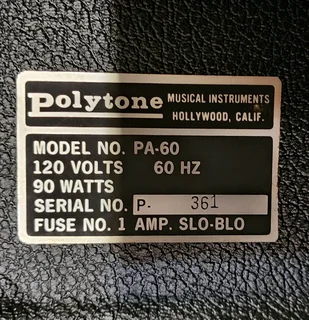 Polytone MUSICAL INSTRUMENTS
HOLLYWOOD, CALIF.
MODEL NO. PA-60
120 VOLTS 60 HZ
90 WATTS
SERIAL NO. P- 361
FUSE NO. 1 AMP. SLO-BLO